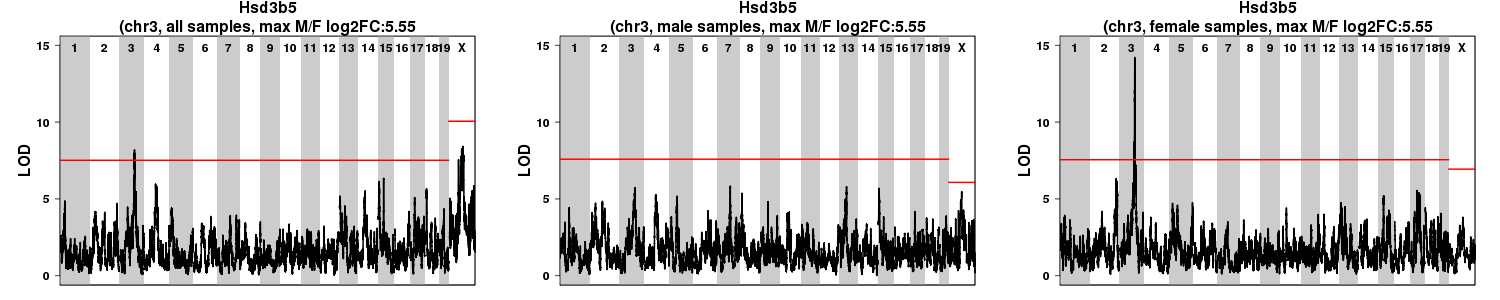 Hsd3b5
(chr3, all samples, max M/F log2FC:5.55
1 2 3 4 5 6 7 8 9 10 11 12 13 14 15 16 17 18 19 X
15
10
5
0
LOD
Hsd3b5
(chr3, male samples, max M/F log2FC:5.55
1 2 3 4 5 6 7 8 9 10 11 12 13 14 15 16 17 18 19 X
15
10
5
0
LOD
Hsd3b5
(chr3, female samples, max M/F log2FC:5.55
1 2 3 4 5 6 7 8 9 10 11 12 13 14 15 16 17 18 19 X
15
10
5
0
LOD